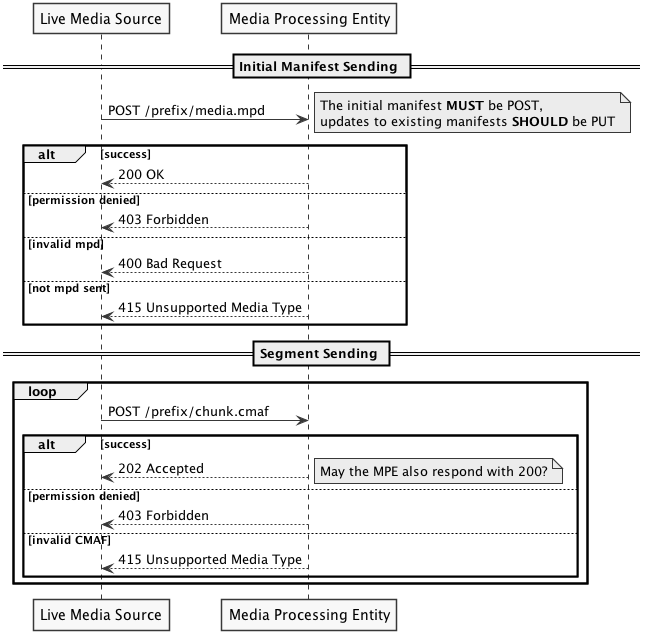 Live Media Source
Media Processing Entity
Initial Manifest Sending
POST /prefix/media.mpd
The initial manifest MUST be POST,
updates to existing manifests SHOULD be PUT
alt
[success]
200 OK
[permission denied]
403 Forbidden
[invalid mpd]
400 Bad Request
[not mpd sent]
415 Unsupported Media Type
Segment Sending
loop
POST /prefix/chunk.cmaf
alt
[success]
202 Accepted
May the MPE also respond with 200?
[permission denied]
403 Forbidden
[invalid CMAF]
415 Unsupported Media Type
Live Media Source
Media Processing Entity